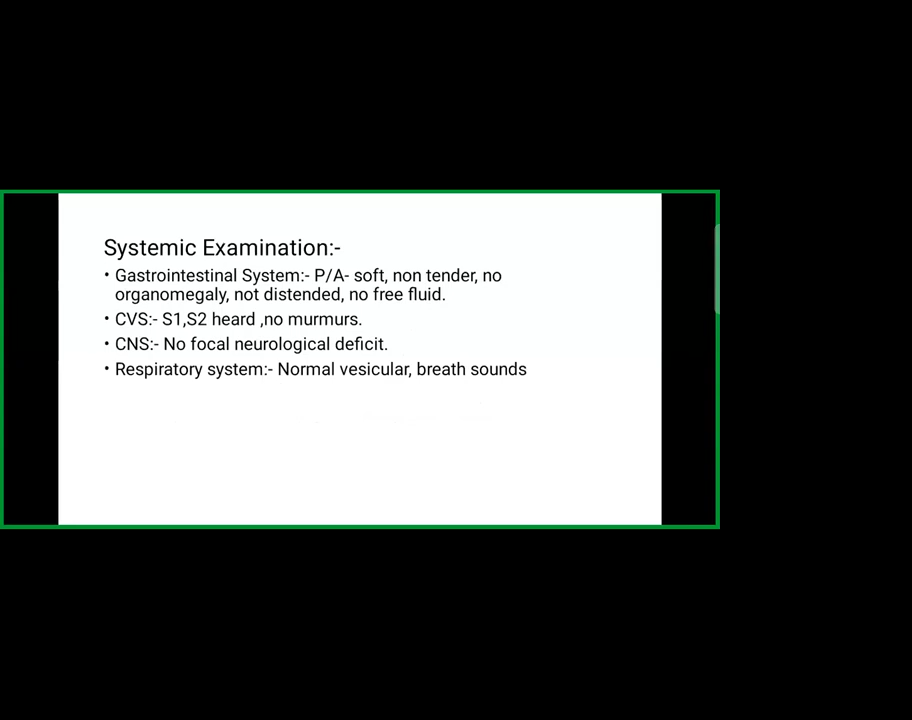 Systemic Examination:-
• Gastrointestinal System:- P/A- soft, non tender, no
organomegaly, not distended, no free fluid.
• CVS:- S1,S2 heard ,no murmurs.
• CNS:- No focal neurological deficit.
• Respiratory system:- Normal vesicular, breath sounds